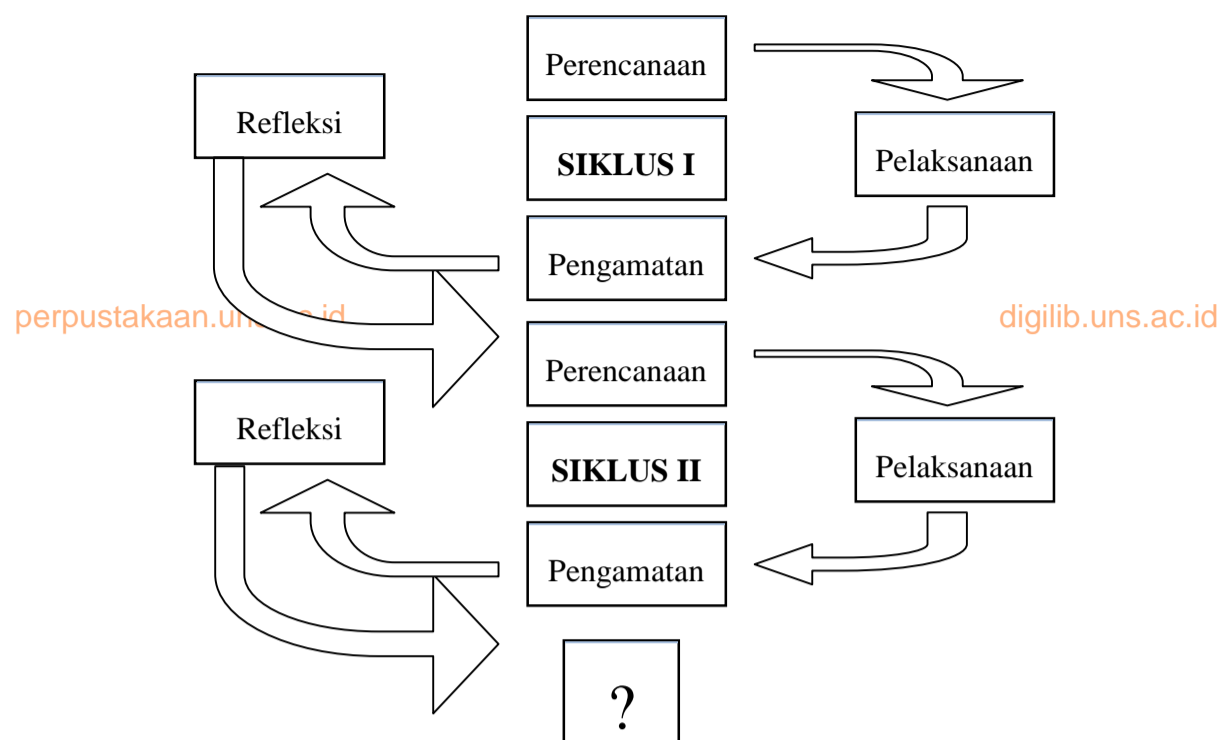 Perencanaan
Refleksi
SIKLUS I
Pelaksanaan
Pengamatan
perpustakaan.uns.ac.id
digilib.uns.ac.id
Perencanaan
Refleksi
SIKLUS II
Pelaksanaan
Pengamatan
?